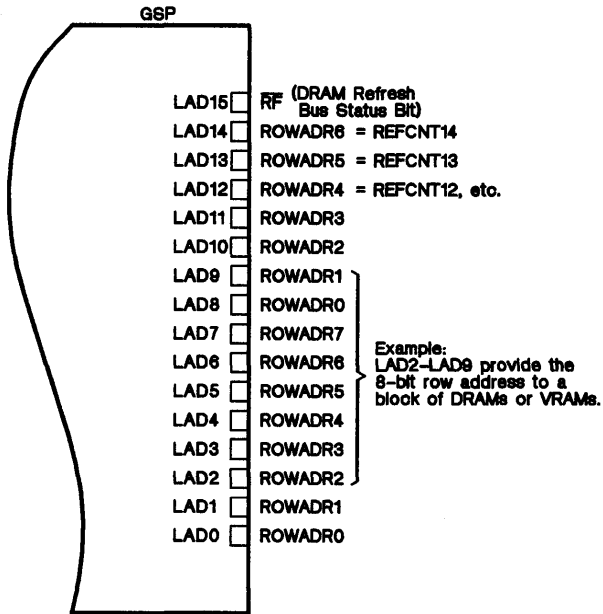 GSP
LAD15 RF (DRAM Refresh
Bus Status Bit)
LAD14 ROWADR6 = REFCNT14
LAD13 ROWADR5 = REFCNT13
LAD12 ROWADR4 = REFCNT12, etc.
LAD11 ROWADR3
LAD10 ROWADR2
LAD9 ROWADR1
LAD8 ROWADR0
LAD7 ROWADR7
LAD6 ROWADR6
LAD5 ROWADR5
LAD4 ROWADR4
LAD3 ROWADR3
LAD2 ROWADR2
LAD1 ROWADR1
LAD0 ROWADR0
Example:
LAD2-LAD9 provide the
8-bit row address to a
block of DRAMs or VRAMs.